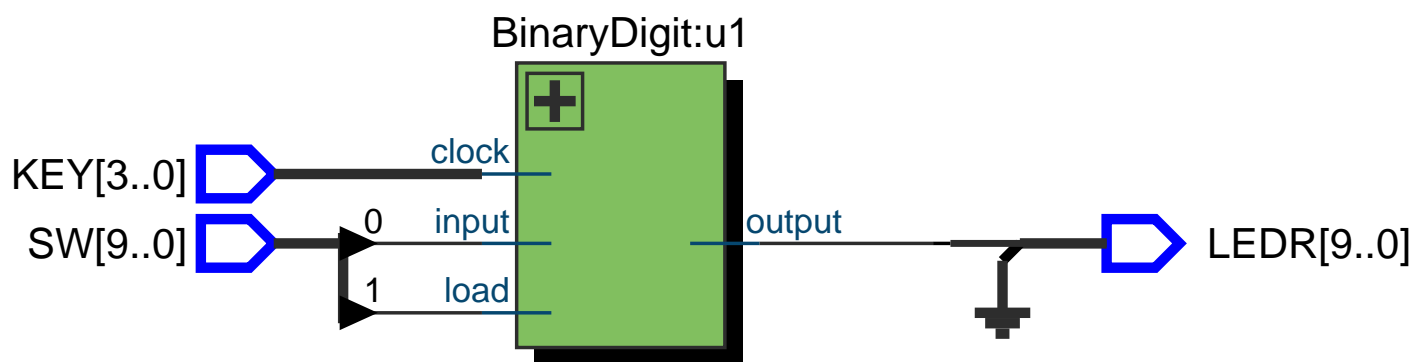 BinaryDigit:u1
KEY[3..0]
clock
SW[9..0]
0
input
output
LEDR[9..0]
1
load